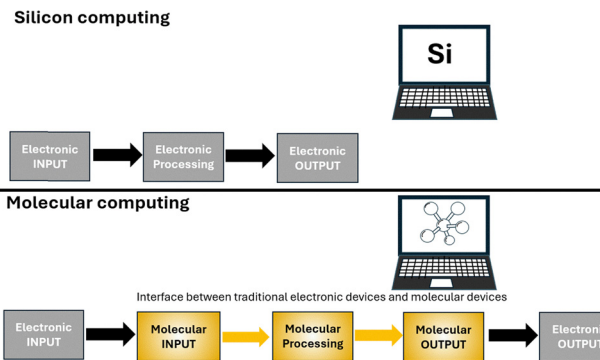 Silicon computing
Si
Electronic
INPUT
Electronic
Processing
Electronic
OUTPUT
Molecular computing
Interface between traditional electronic devices and molecular devices
Electronic
INPUT
Molecular
INPUT
Molecular
Processing
Molecular
OUTPUT
Electroni
OUTPUT